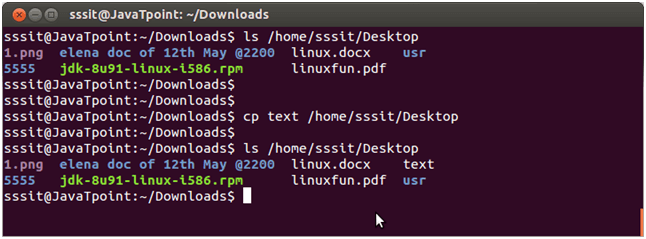 sssit@JavaTpoint: ~/Downloads
sssit@JavaTpoint:~/Downloads$ ls /home/sssit/Desktop
1.png  elena doc of 12th May @2200  linux.docx    usr
5555   jdk-8u91-linux-i586.rpm      linuxfun.pdf
sssit@JavaTpoint:~/Downloads$
sssit@JavaTpoint:~/Downloads$
sssit@JavaTpoint:~/Downloads$ cp text /home/sssit/Desktop
sssit@JavaTpoint:~/Downloads$
sssit@JavaTpoint:~/Downloads$ ls /home/sssit/Desktop
1.png  elena doc of 12th May @2200  linux.docx    text
5555   jdk-8u91-linux-i586.rpm      linuxfun.pdf  usr
sssit@JavaTpoint:~/Downloads$